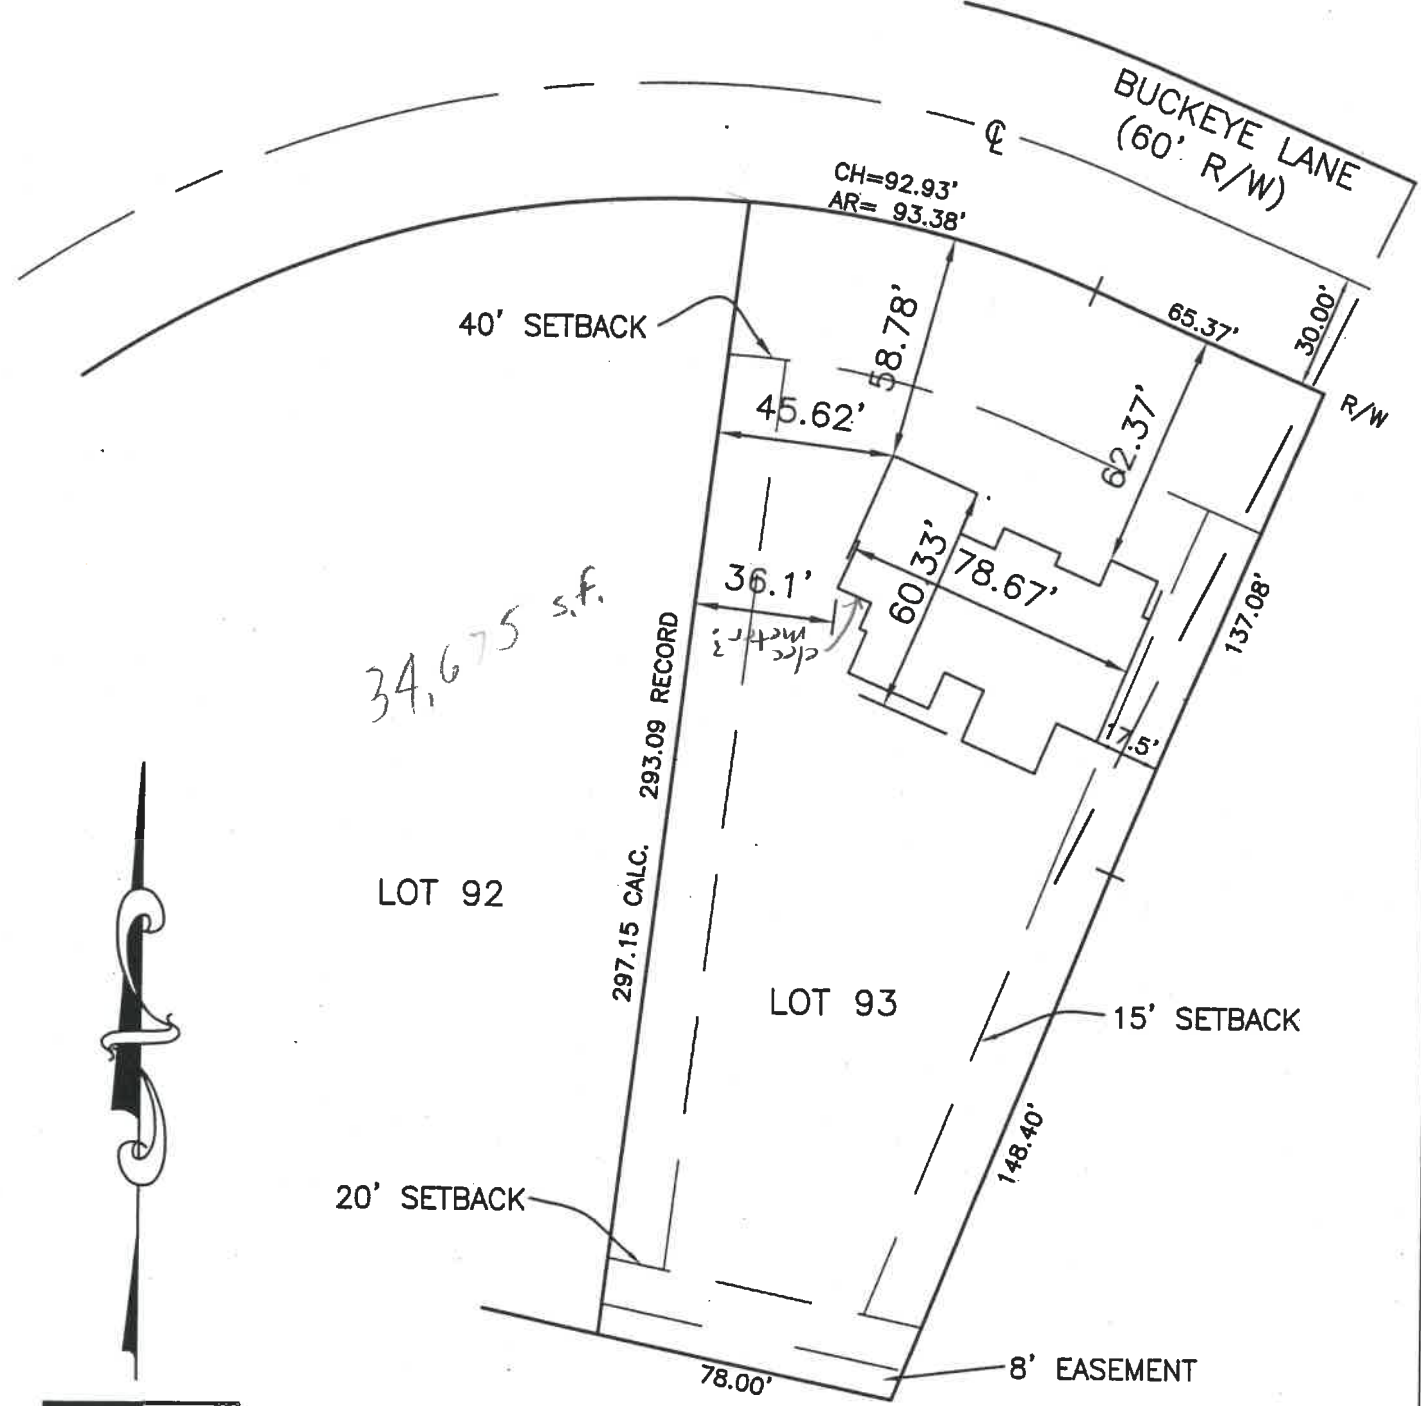 BUCKEYE LANE
(60' R/W)
℄
CH=92.93'
AR= 93.38'
65.37'
30.00'
R/W
40' SETBACK
58.78'
45.62'
62.37'
36.1'
60.33'
78.67'
elec
meter?
34,675 s.f.
137.08'
17.5'
297.15 CALC. 293.09 RECORD
LOT 92
LOT 93
15' SETBACK
148.40'
20' SETBACK
8' EASEMENT
78.00'